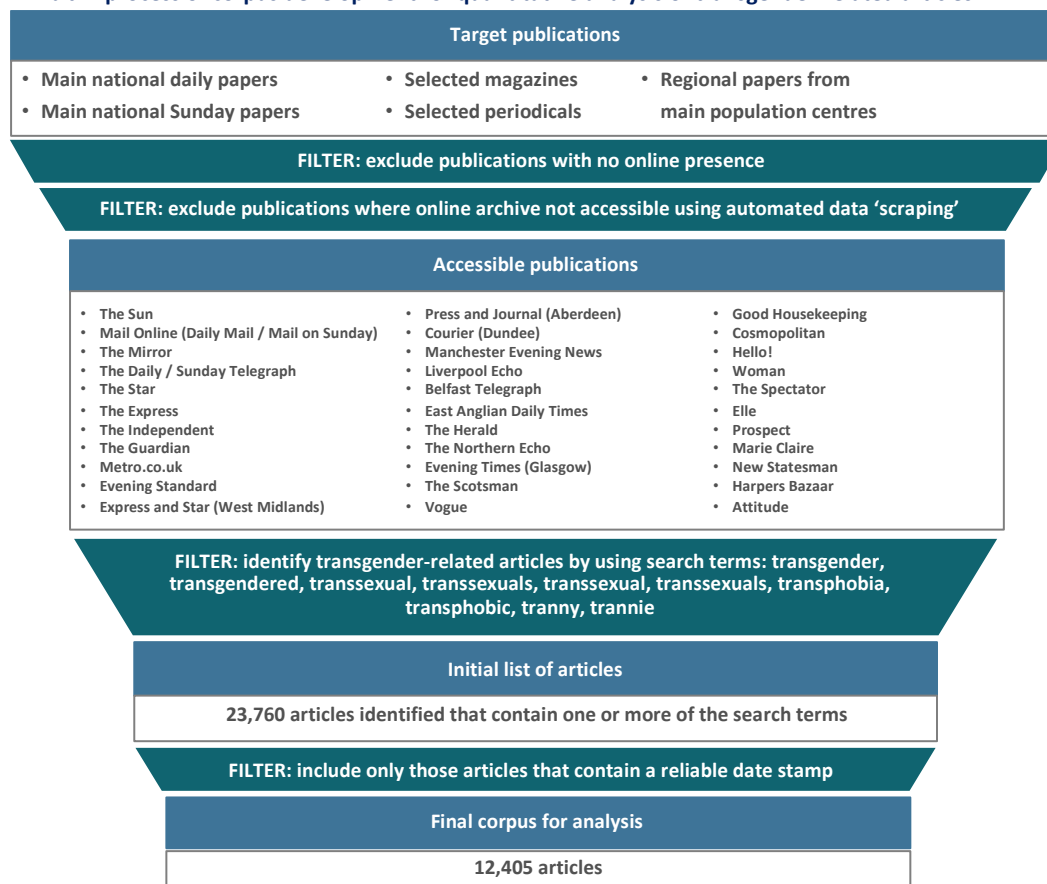 Target publications
• Main national daily papers
• Main national Sunday papers
• Selected magazines
• Selected periodicals
• Regional papers from
main population centres
FILTER: exclude publications with no online presence
FILTER: exclude publications where online archive not accessible using automated data ‘scraping’
Accessible publications
• The Sun
• Mail Online (Daily Mail / Mail on Sunday)
• The Mirror
• The Daily / Sunday Telegraph
• The Star
• The Express
• The Independent
• The Guardian
• Metro.co.uk
• Evening Standard
• Express and Star (West Midlands)
• Press and Journal (Aberdeen)
• Courier (Dundee)
• Manchester Evening News
• Liverpool Echo
• Belfast Telegraph
• East Anglian Daily Times
• The Herald
• The Northern Echo
• Evening Times (Glasgow)
• The Scotsman
• Vogue
• Good Housekeeping
• Cosmopolitan
• Hello!
• Woman
• The Spectator
• Elle
• Prospect
• Marie Claire
• New Statesman
• Harpers Bazaar
• Attitude
FILTER: identify transgender-related articles by using search terms: transgender,
transgendered, transsexual, transsexuals, transsexual, transsexuals, transphobia,
transphobic, tranny, trannie
Initial list of articles
23,760 articles identified that contain one or more of the search terms
FILTER: include only those articles that contain a reliable date stamp
Final corpus for analysis
12,405 articles